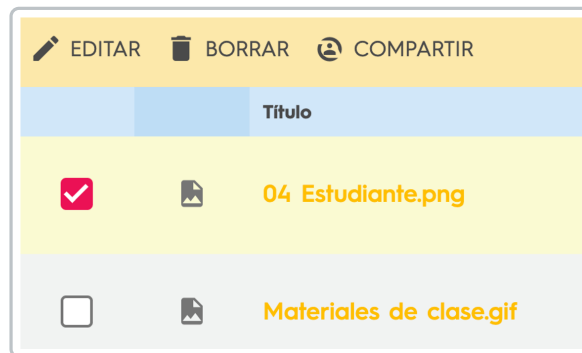 EDITAR BORRAR COMPARTIR
Título
04 Estudiante.png
Materiales de clase.gif